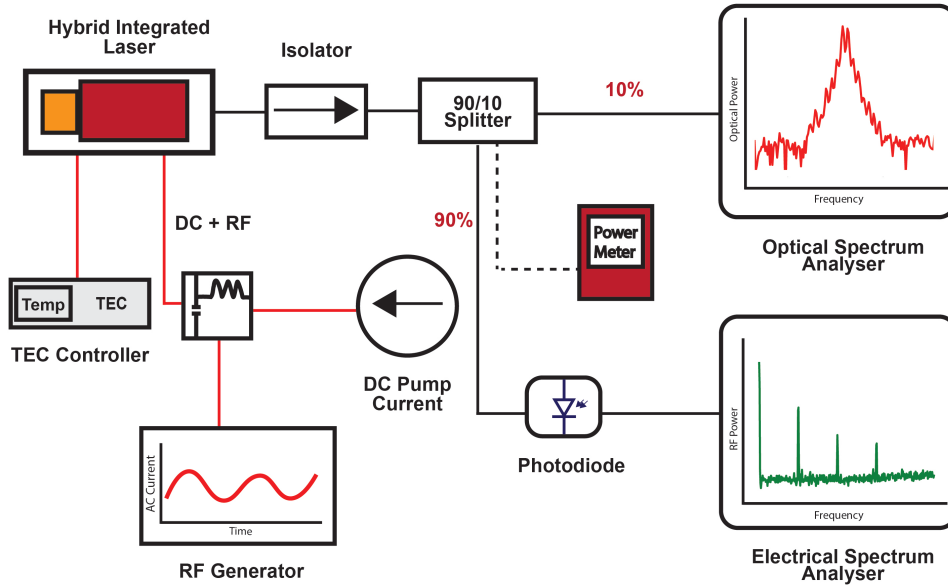 Hybrid Integrated
Laser
Isolator
90/10
Splitter
10%
Optical Power
Frequency
Optical Spectrum
Analyser
DC + RF
90%
Power
Meter
Temp
TEC
TEC Controller
DC Pump
Current
Photodiode
RF Power
Frequency
Electrical Spectrum
Analyser
AC Current
Time
RF Generator